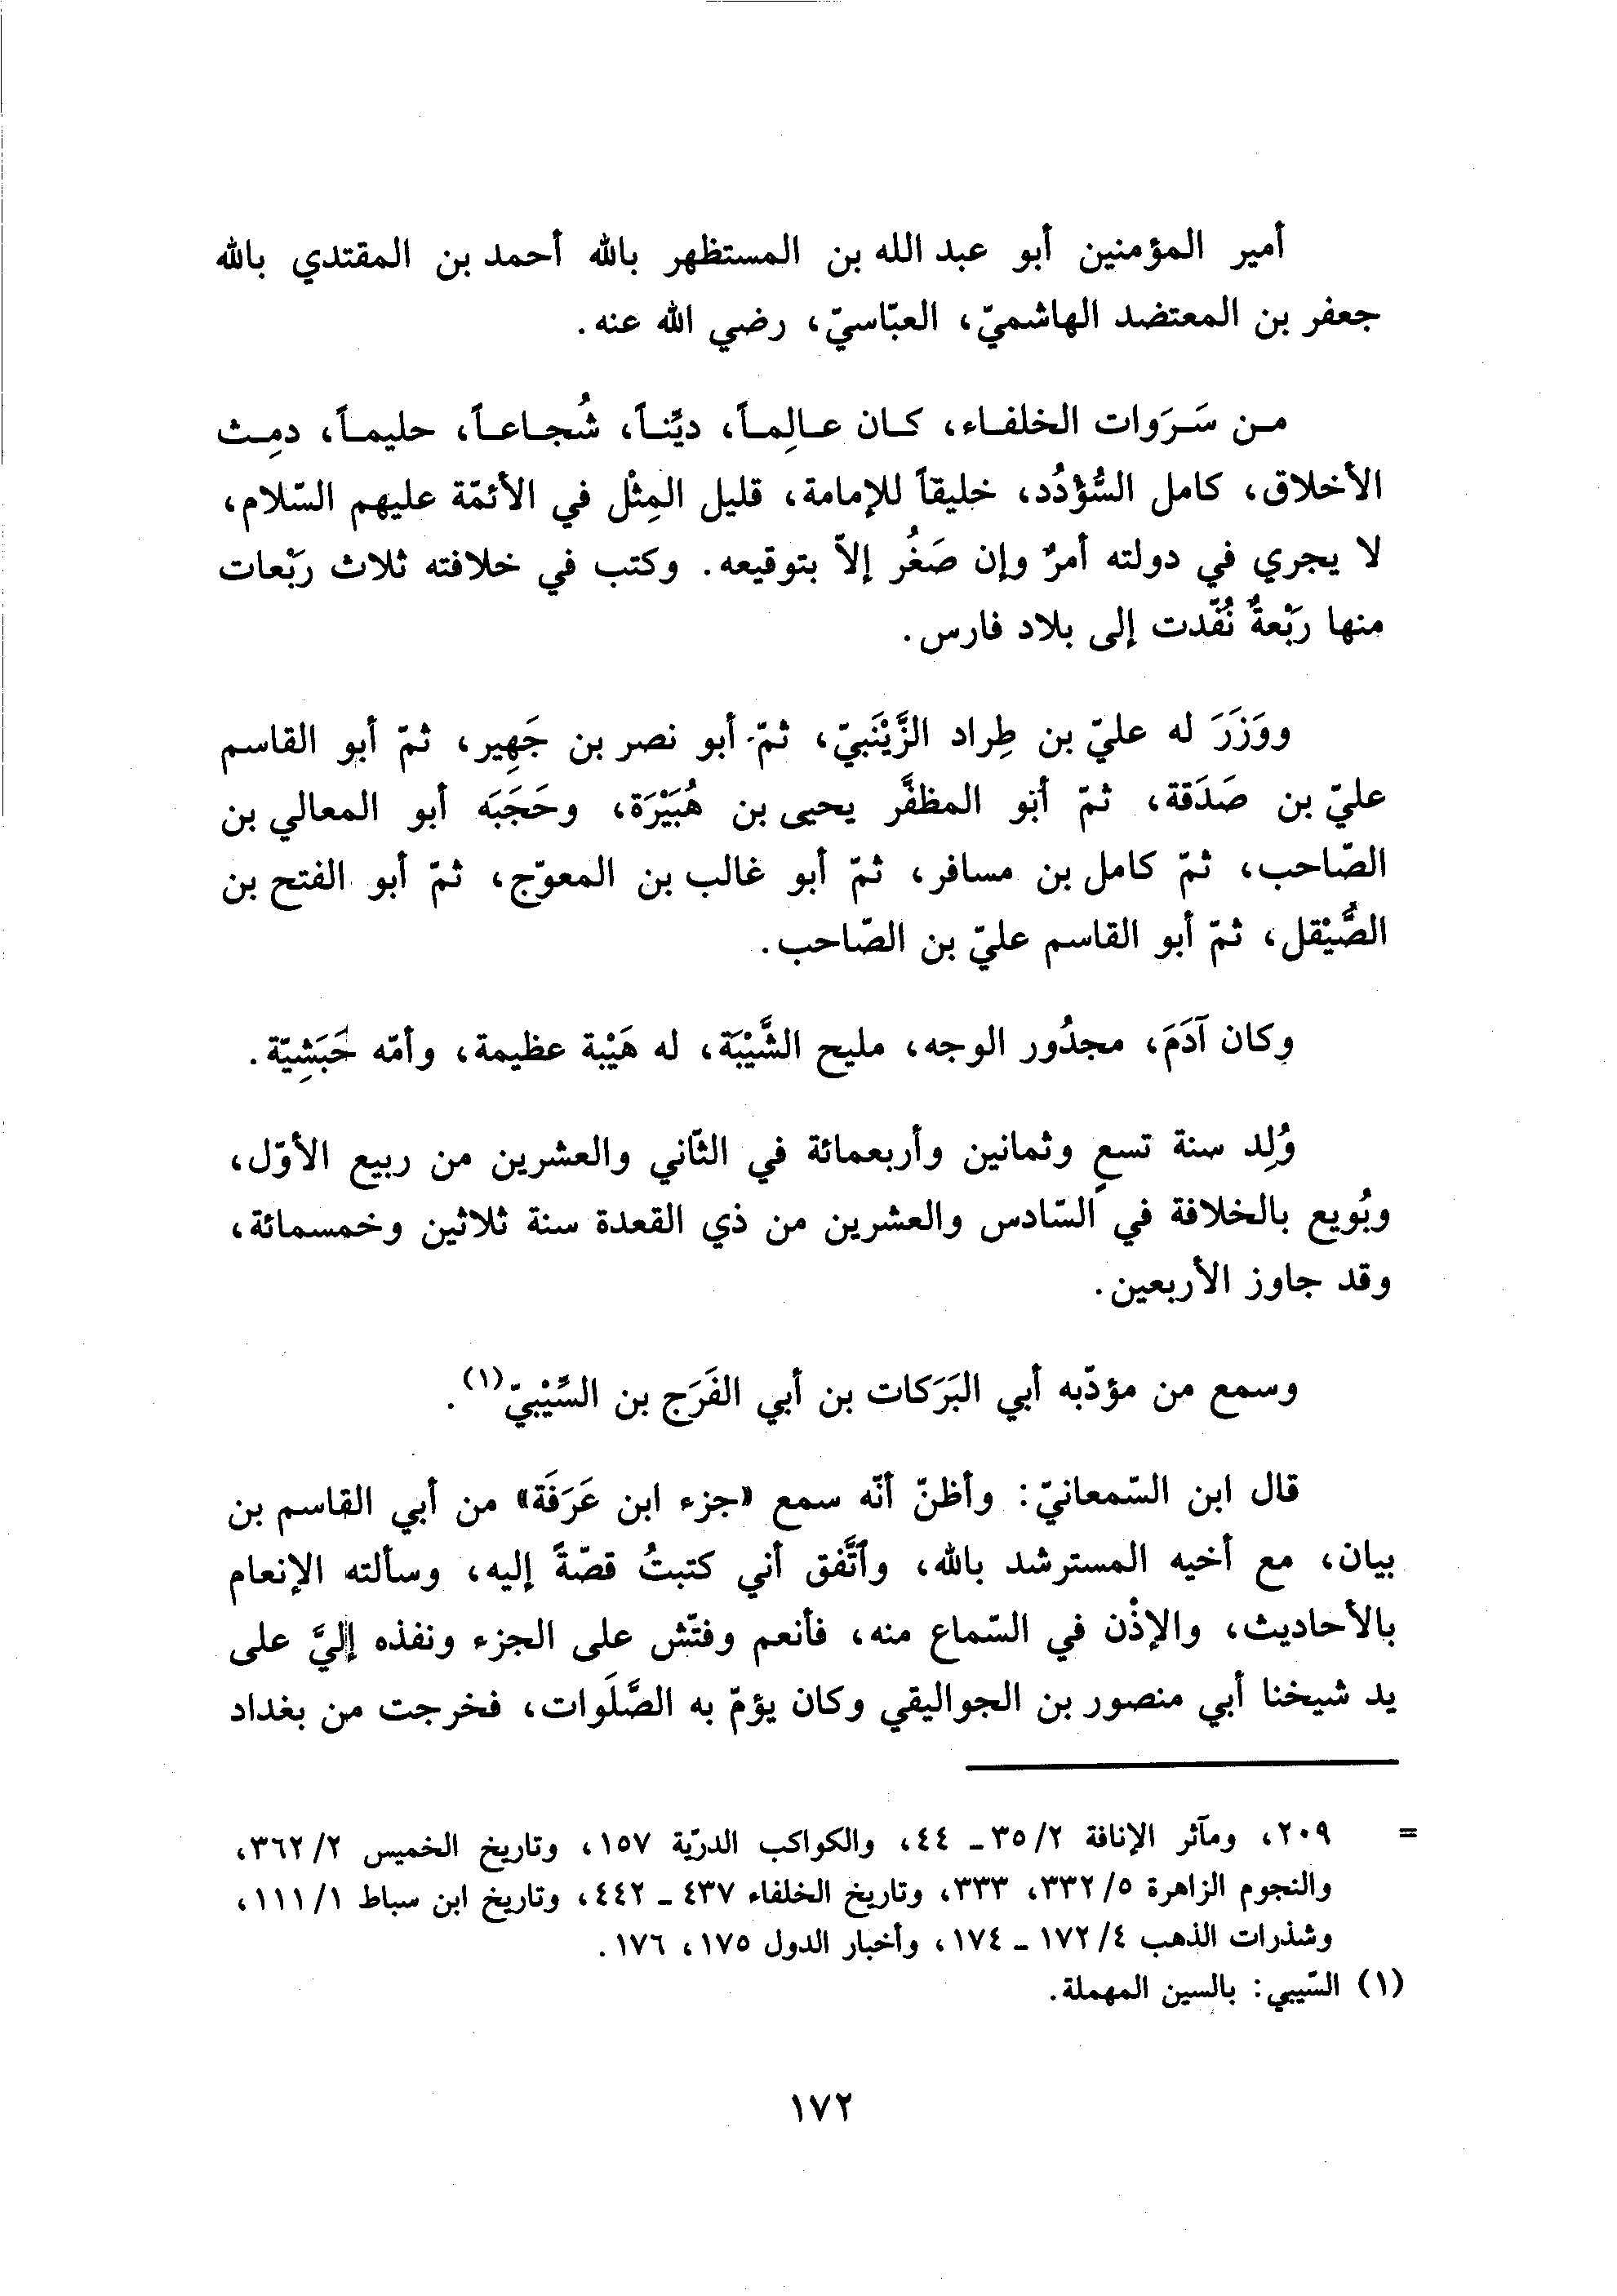 أمير المؤمنين أبو عبد الله بن المستظهر بالله أحمد بن المقتدي بالله
جعفر بن المعتضد الهاشميّ، العبّاسيّ، رضي الله عنه.
من سَرَوات الخلفاء، كان عالِماً، ديِّناً، شُجاعاً، حليماً، دمِث
الأخلاق، كامل السُّؤدُد، خليقاً للإمامة، قليل المِثْل في الأئمّة عليهم السّلام،
لا يجري في دولته أمرٌ وإن صَغُر إلاّ بتوقيعه. وكتب في خلافته ثلاث رَبْعات
منها رَبْعةٌ نُفّدت إلى بلاد فارس.
ووَزَرَ له عليّ بن طِراد الزَّيْنَبيّ، ثمّ أبو نصر بن جَهِير، ثمّ أبو القاسم
عليّ بن صَدَقة، ثمّ أبو المظفَّر يحيى بن هُبَيْرَة، وحَجَبَه أبو المعالي بن
الصّاحب، ثمّ كامل بن مسافر، ثمّ أبو غالب بن المعوّج، ثمّ أبو الفتح بن
الصَّيْقل، ثمّ أبو القاسم عليّ بن الصّاحب.
وكان آدَمَ، مجدُور الوجه، مليح الشَّيْبَة، له هَيْبة عظيمة، وأمّه حَبَشِيّة.
وُلِد سنة تسعٍ وثمانين وأربعمائة في الثّاني والعشرين من ربيع الأوّل،
وبُويع بالخلافة في السّادس والعشرين من ذي القعدة سنة ثلاثين وخمسمائة،
وقد جاوز الأربعين.
وسمع من مؤدّبه أبي البَرَكات بن أبي الفَرَج بن السِّيْبيّ(١).
قال ابن السّمعانيّ: وأظنّ أنّه سمع «جزء ابن عَرَفَة» من أبي القاسم بن
بيان، مع أخيه المسترشد بالله، وٱتَّفق أني كتبتُ قصّةً إليه، وسألته الإنعام
بالأحاديث، والإذْن في السّماع منه، فأنعم وفتّش على الجزء ونفذه إليَّ على
يد شيخنا أبي منصور بن الجواليقي وكان يؤمّ به الصَّلَوات، فخرجت من بغداد
= ٢٠٩، ومآثر الإنافة ٢/ ٣٥ ـ ٤٤، والكواكب الدرّية ١٥٧، وتاريخ الخميس ٢/ ٣٦٢،
والنجوم الزاهرة ٥/ ٣٣٢، ٣٣٣، وتاريخ الخلفاء ٤٣٧ ـ ٤٤٢، وتاريخ ابن سباط ١/ ١١١،
وشذرات الذهب ٤/ ١٧٢ ـ ١٧٤، وأخبار الدول ١٧٥، ١٧٦.
(١) السّيبي: بالسين المهملة.
١٧٢